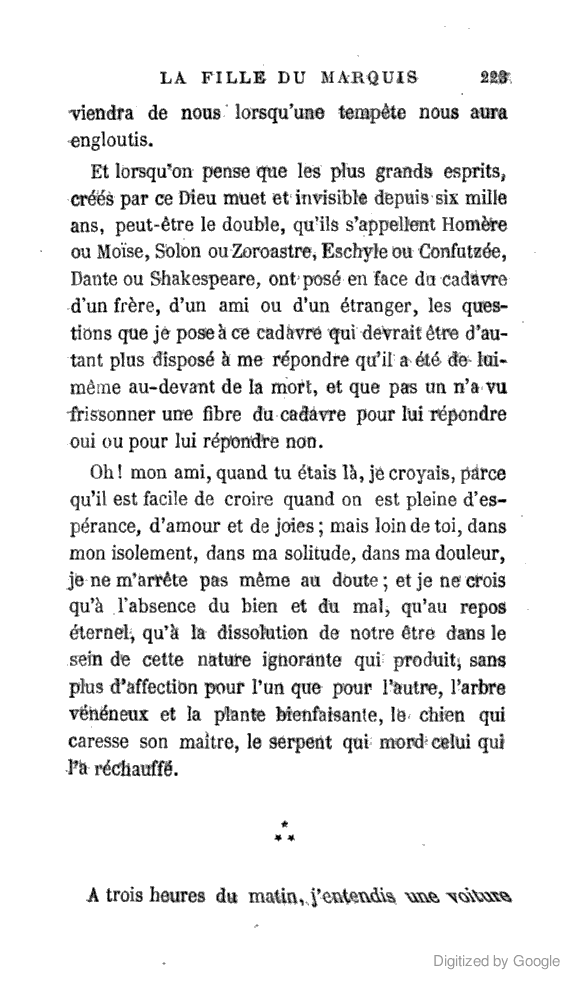 LA FILLE DU MARQUIS 223
viendra de nous lorsqu'une tempête nous aura
engloutis.
Et lorsqu'on pense que les plus grands esprits,
créés par ce Dieu muet et invisible depuis six mille
ans, peut-être le double, qu'ils s'appellent Homère
ou Moïse, Solon ou Zoroastre, Eschyle ou Confutzée,
Dante ou Shakespeare, ont posé en face du cadavre
d'un frère, d'un ami ou d'un étranger, les ques-
tions que je pose à ce cadavre qui devrait être d'au-
tant plus disposé à me répondre qu'il a été de lui-
même au-devant de la mort, et que pas un n'a vu
frissonner une fibre du cadavre pour lui répondre
oui ou pour lui répondre non.
Oh! mon ami, quand tu étais là, je croyais, parce
qu'il est facile de croire quand on est pleine d'es-
pérance, d'amour et de joies; mais loin de toi, dans
mon isolement, dans ma solitude, dans ma douleur,
je ne m'arrête pas même au doute; et je ne crois
qu'à l'absence du bien et du mal, qu'au repos
éternel, qu'à la dissolution de notre être dans le
sein de cette nature ignorante qui produit, sans
plus d'affection pour l'un que pour l'autre, l'arbre
vénéneux et la plante bienfaisante, le chien qui
caresse son maître, le serpent qui mord celui qui
l'a réchauffé.
A trois heures du matin, j'entendis une voiture
Digitized by Google